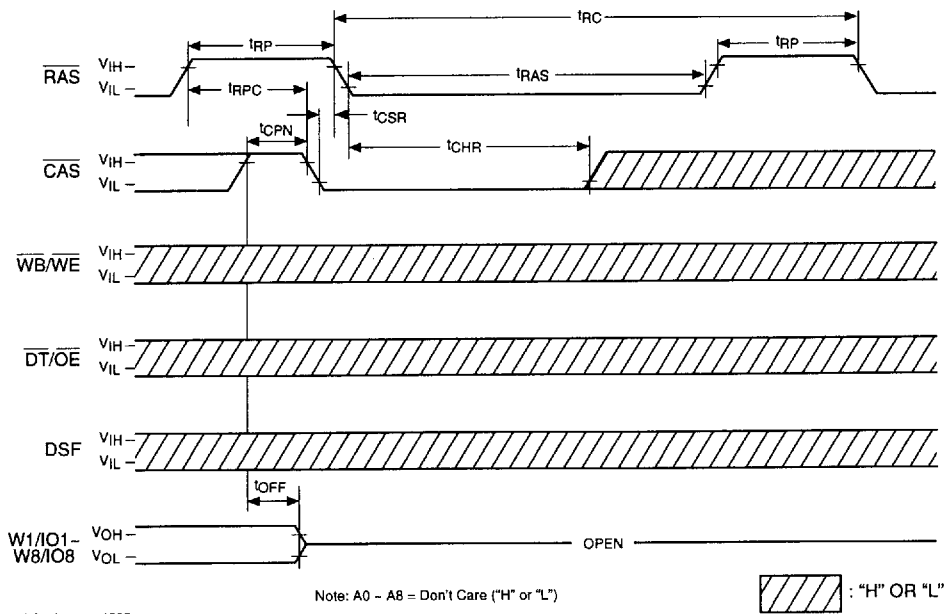 tRC
tRP
tRP
RAS
VIH
VIL
tRPC
tRAS
tCSR
tCPN
tCHR
CAS
VIH
VIL
WB/WE
VIH
VIL
DT/OE
VIH
VIL
DSF
VIH
VIL
tOFF
W1/IO1~
W8/IO8
VOH
VOL
OPEN
Note: A0 - A8 = Don't Care ("H" or "L")
: "H" OR "L"